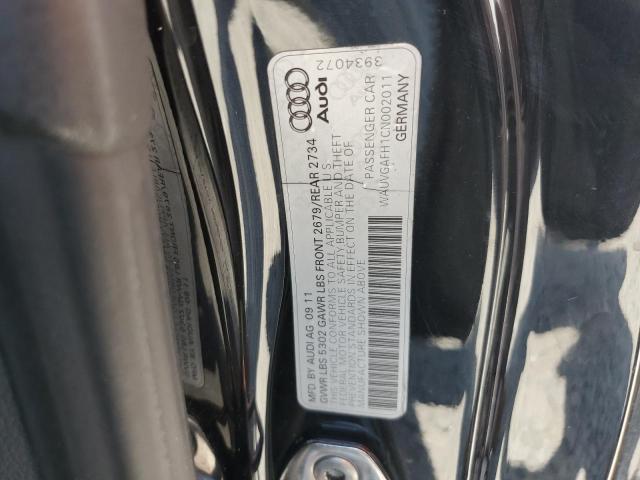 3934072
Audi
MFD BY AUDI AG 09 11
GVWR LBS 5302 GAWR LBS FRONT 2679/REAR 2734
VEHICLE CONFORMS TO ALL APPLICABLE U S
FEDERAL MOTOR VEHICLE SAFETY BUMPER AND THEFT
PREVENTION STANDARDS IN EFFECT ON THE DATE OF
MANUFACTURE SHOWN ABOVE
PASSENGER CAR
WAUVGAFH1CN002011
GERMANY